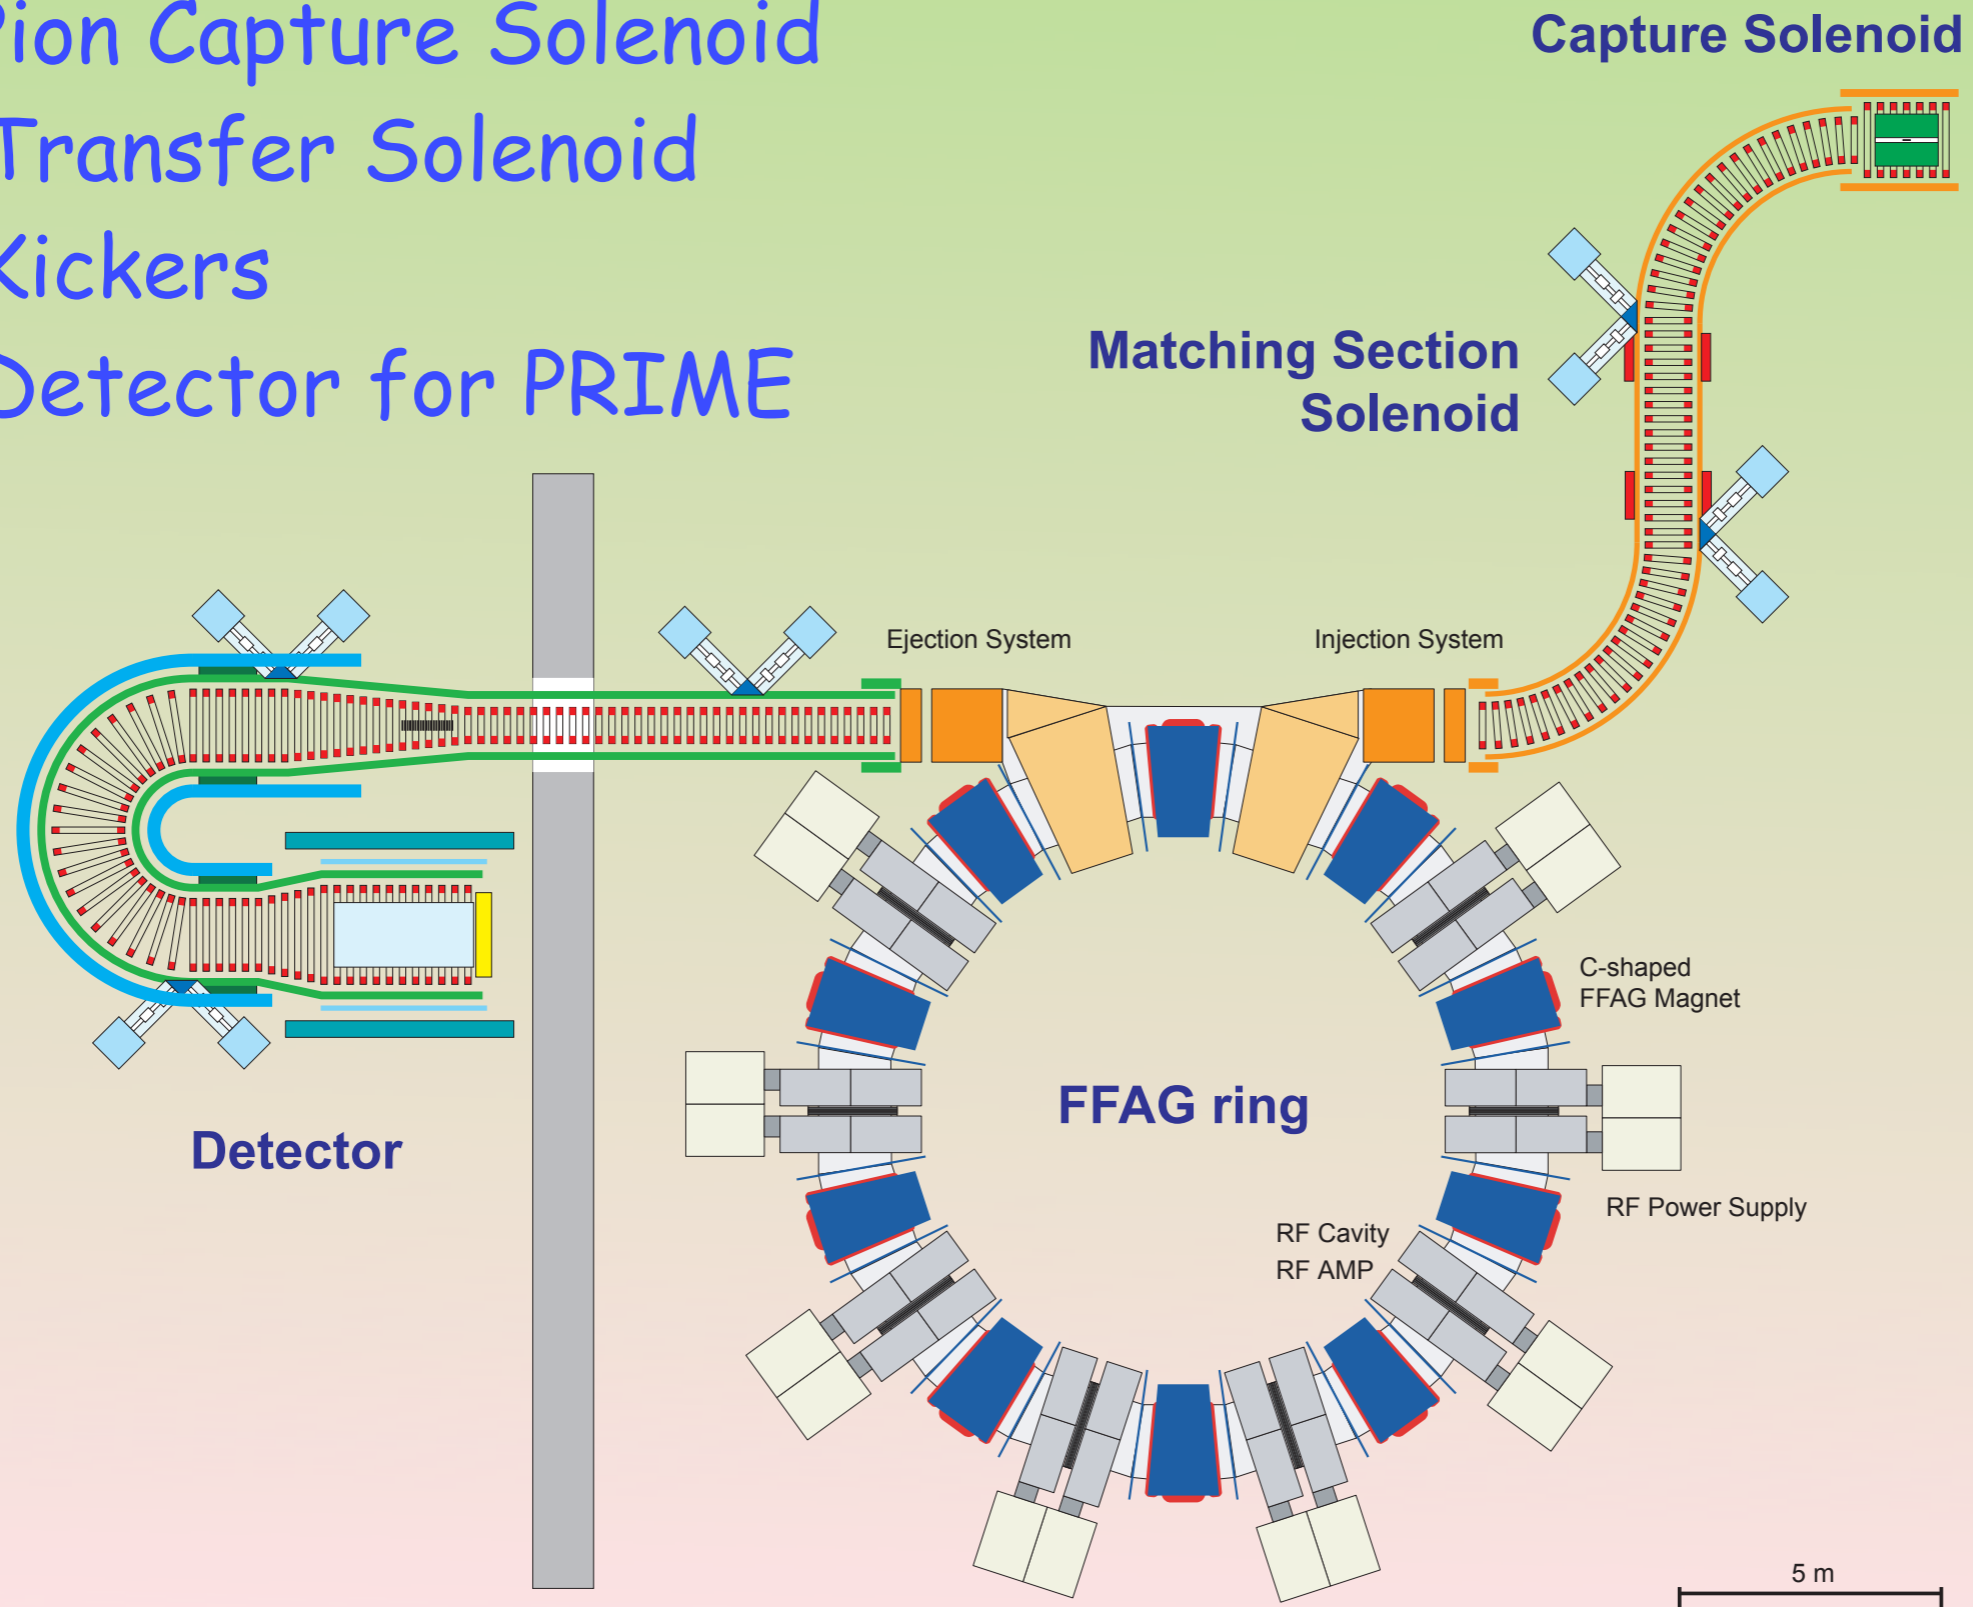 Pion Capture Solenoid
Transfer Solenoid
Kickers
Detector for PRIME
Capture Solenoid
Matching Section
Solenoid
Ejection System
Injection System
C-shaped
FFAG Magnet
FFAG ring
Detector
RF Power Supply
RF Cavity
RF AMP
5 m